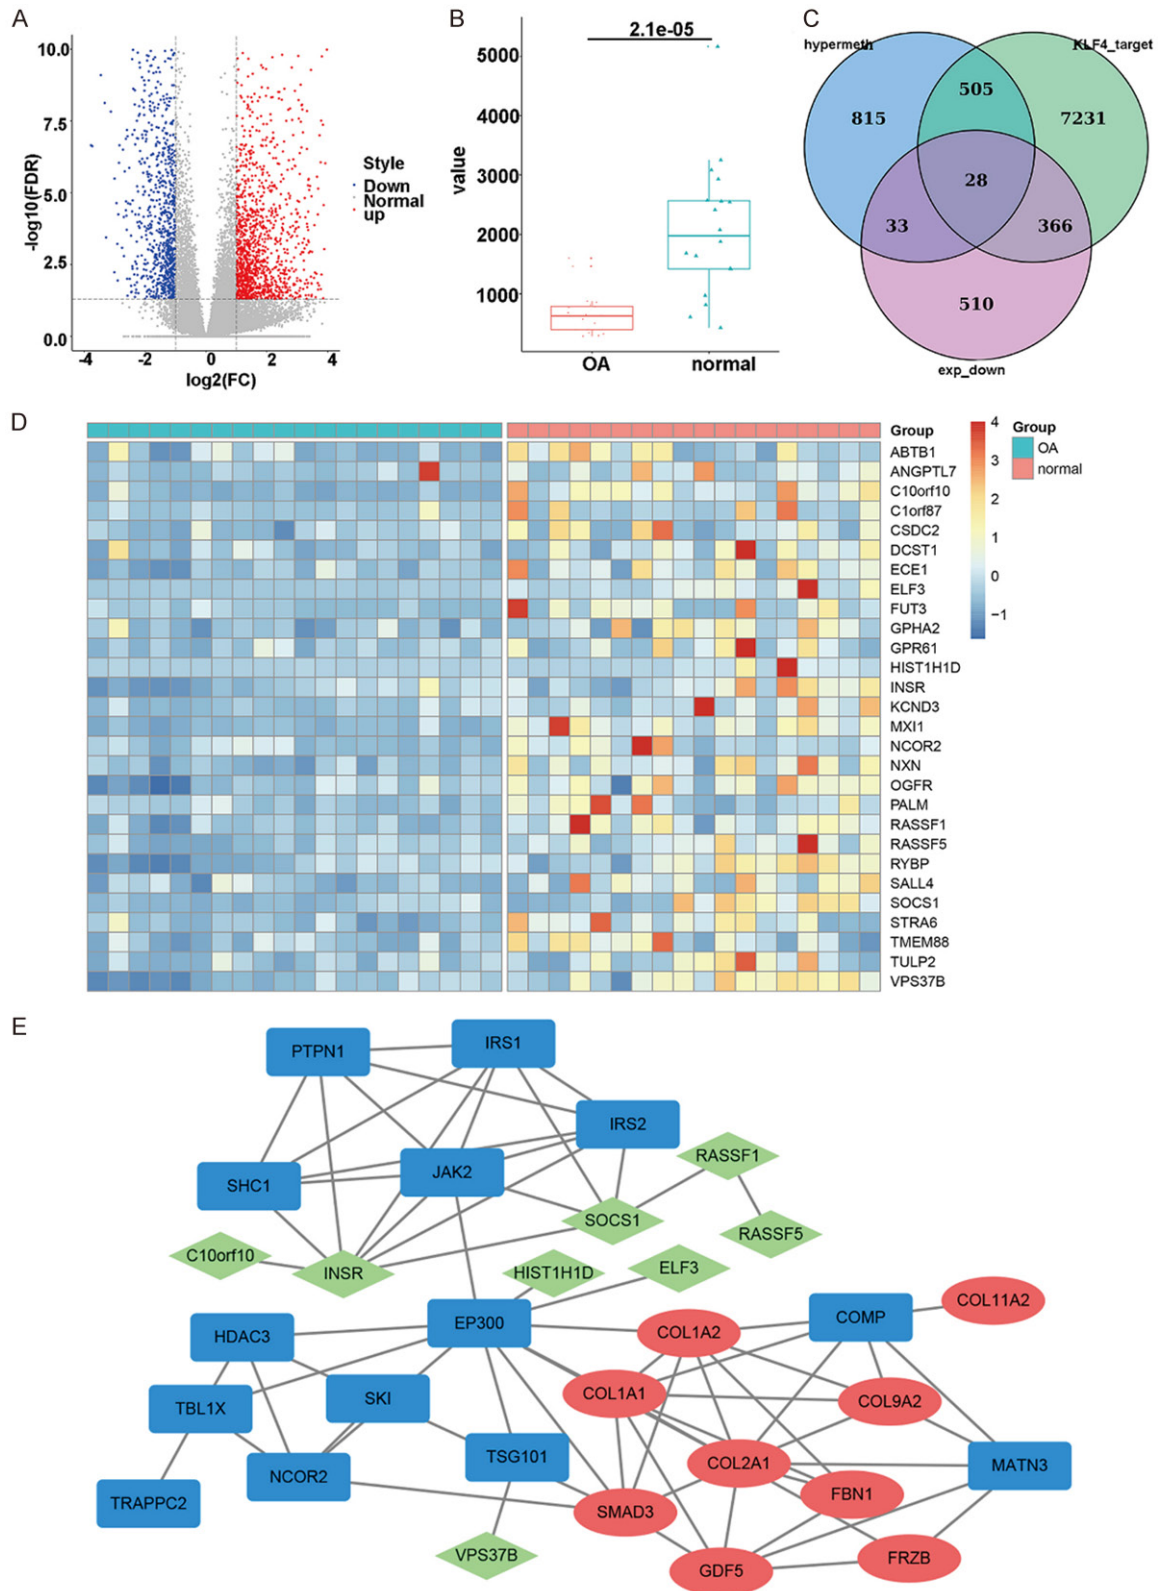 A
10.0
7.5
5.0
2.5
0.0
-log10(FDR)
-4
-2
0
2
4
log2(FC)
Style
Down
Normal
up
B
2.1e-05
5000
4000
3000
2000
1000
value
OA
normal
C
hypermeth
KLF4_target
505
815
7231
28
33
366
510
exp_down
D
Group
ABTB1
ANGPTL7
C10orf10
C1orf87
CSDC2
DCST1
ECE1
ELF3
FUT3
GPHA2
GPR61
HIST1H1D
INSR
KCND3
MXI1
NCOR2
NXN
OGFR
PALM
RASSF1
RASSF5
RYBP
SALL4
SOCS1
STRA6
TMEM88
TULP2
VPS37B
4
3
2
1
0
−1
Group
OA
normal
E
PTPN1
IRS1
IRS2
RASSF1
SHC1
JAK2
SOCS1
RASSF5
C10orf10
INSR
HIST1H1D
ELF3
COL11A2
HDAC3
EP300
COL1A2
COMP
TBL1X
SKI
COL1A1
COL9A2
TRAPPC2
NCOR2
TSG101
COL2A1
MATN3
SMAD3
FBN1
VPS37B
GDF5
FRZB